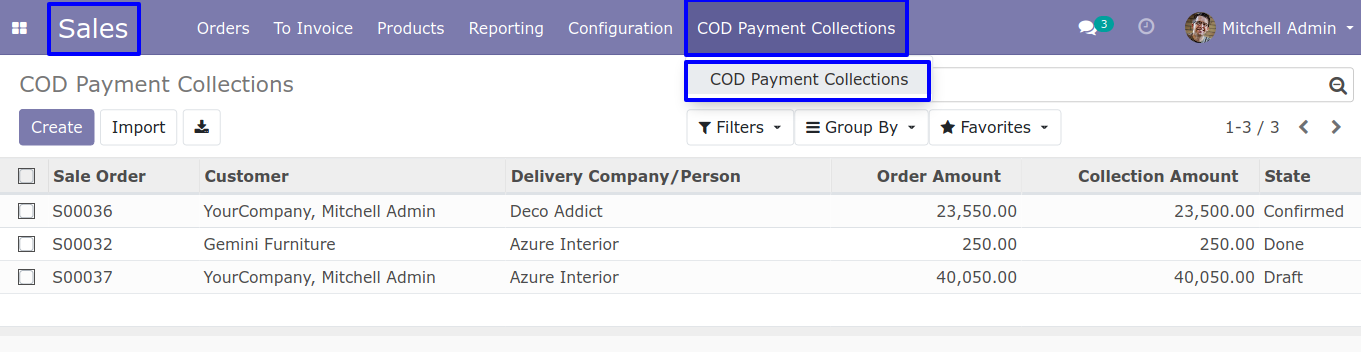 Sales Orders To Invoice Products Reporting Configuration COD Payment Collections 3 Mitchell Admin
COD Payment Collections COD Payment Collections
Create Import Filters Group By Favorites 1-3 / 3
Sale Order Customer Delivery Company/Person Order Amount Collection Amount State
S00036 YourCompany, Mitchell Admin Deco Addict 23,550.00 23,500.00 Confirmed
S00032 Gemini Furniture Azure Interior 250.00 250.00 Done
S00037 YourCompany, Mitchell Admin Azure Interior 40,050.00 40,050.00 Draft